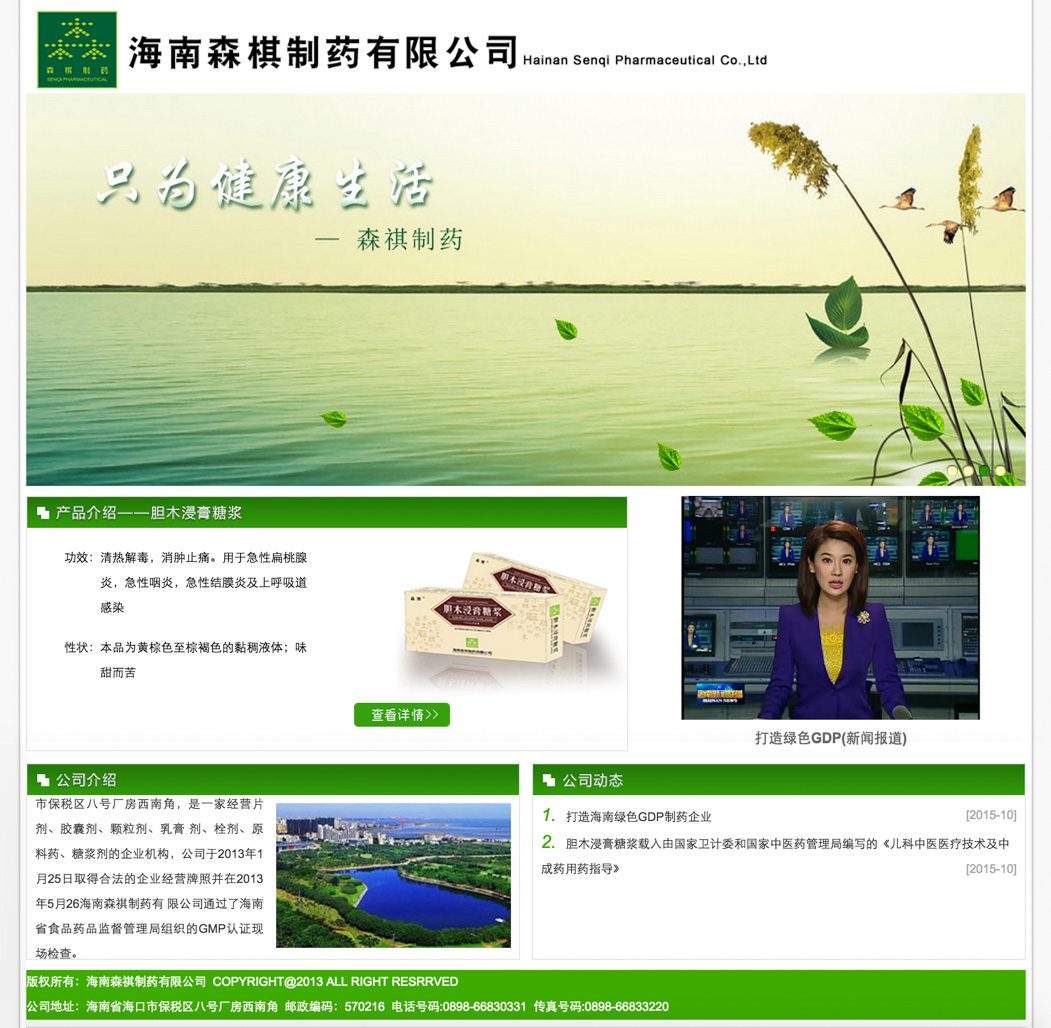 森 棋 制 药
SENQI PHARMACEUTICAL
海南森棋制药有限公司 Hainan Senqi Pharmaceutical Co.,Ltd
只为健康生活
— 森祺制药
产品介绍——胆木浸膏糖浆
功效：清热解毒，消肿止痛。用于急性扁桃腺
炎，急性咽炎，急性结膜炎及上呼吸道
感染
性状：本品为黄棕色至棕褐色的黏稠液体；味
甜而苦
胆木浸膏糖浆
胆木浸膏糖浆
查看详情>>
HAINAN NEWS
打造绿色GDP(新闻报道)
公司介绍
市保税区八号厂房西南角，是一家经营片
剂、胶囊剂、颗粒剂、乳膏 剂、栓剂、原
料药、糖浆剂的企业机构，公司于2013年1
月25日取得合法的企业经营牌照并在2013
年5月26海南森祺制药有 限公司通过了海南
省食品药品监督管理局组织的GMP认证现
场检查。
公司动态
1. 打造海南绿色GDP制药企业 [2015-10]
2. 胆木浸膏糖浆载入由国家卫计委和国家中医药管理局编写的《儿科中医医疗技术及中
成药用药指导》 [2015-10]
版权所有：海南森祺制药有限公司 COPYRIGHT@2013 ALL RIGHT RESRRVED
公司地址：海南省海口市保税区八号厂房西南角 邮政编码：570216 电话号码:0898-66830331 传真号码:0898-66833220